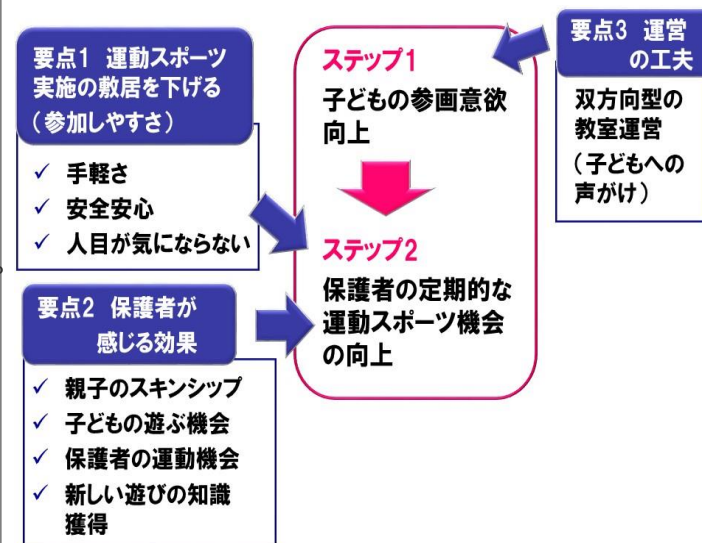 要点1 運動スポーツ
実施の敷居を下げる
(参加しやすさ)
✓ 手軽さ
✓ 安全安心
✓ 人目が気にならない
要点2 保護者が
感じる効果
✓ 親子のスキンシップ
✓ 子どもの遊ぶ機会
✓ 保護者の運動機会
✓ 新しい遊びの知識
獲得
ステップ1
子どもの参画意欲
向上
ステップ2
保護者の定期的な
運動スポーツ機会
の向上
要点3 運営
の工夫
双方向型の
教室運営
(子どもへの
声がけ)